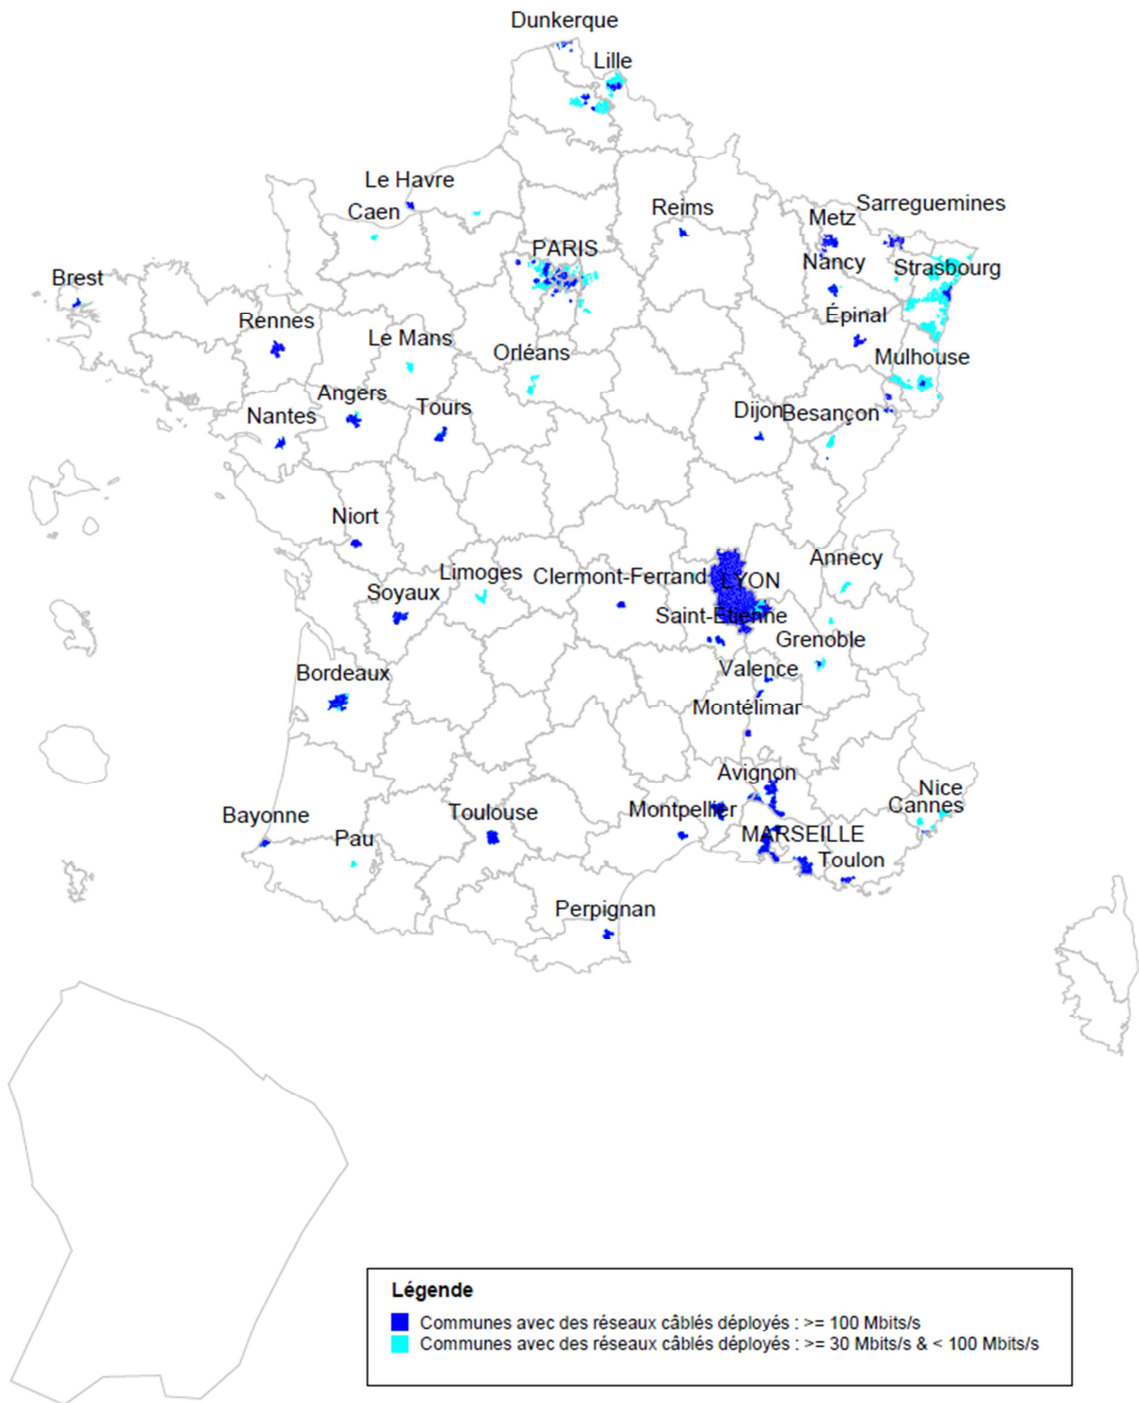 Dunkerque
Lille
Le Havre
Caen
Reims
Metz
Sarreguemines
PARIS
Nancy
Strasbourg
Brest
Rennes
Le Mans
Orléans
Épinal
Mulhouse
Angers
Nantes
Tours
Dijon
Besançon
Niort
Annecy
Limoges
Clermont-Ferrand
LYON
Soyaux
Saint-Etienne
Grenoble
Bordeaux
Valence
Montélimar
Avignon
Nice
Cannes
Bayonne
Toulouse
Montpellier
Pau
MARSEILLE
Toulon
Perpignan
Légende
Communes avec des réseaux câblés déployés : >= 100 Mbits/s
Communes avec des réseaux câblés déployés : >= 30 Mbits/s & < 100 Mbits/s